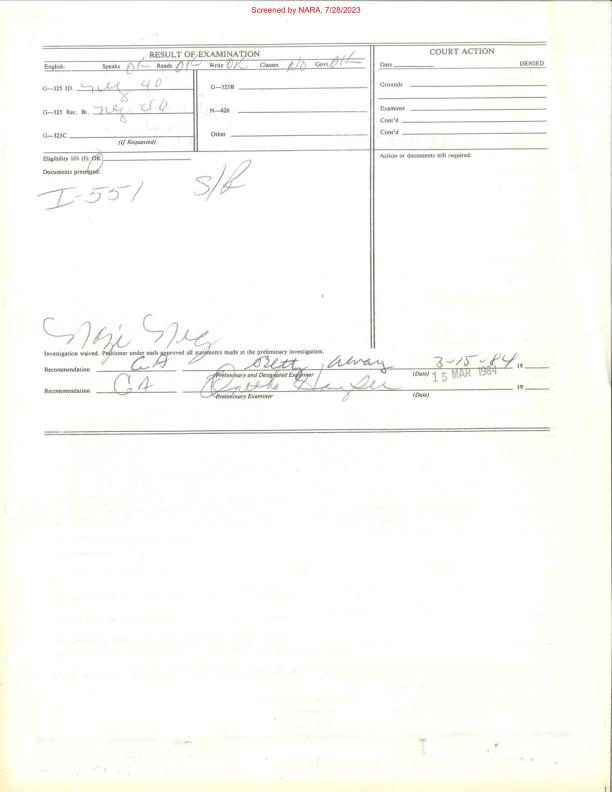 Screened by NARA, 7/28/2023
RESULT OF EXAMINATION
English: Speaks OK Reads OK Write OK Classes No Govt. OK
G—325 ID. Neg 40
G—325 Rec. Br. Neg 40
G—325C
(If Requested)
G—325B
N—426
Other
Eligibility 101 (f): OK
Documents presented:
I-551 S/R
COURT ACTION
Date DENIED
Grounds
Examiner
Cont'd
Cont'd
Action or documents still required:
Nazi Neg
Investigation waived. Petitioner under oath approved all statements made at the preliminary investigation.
Recommendation GA Betty 3-15-84 19
Preliminary and Designated Examiner (Date) 15 MAR 1984
Recommendation GA 19
Preliminary Examiner (Date)